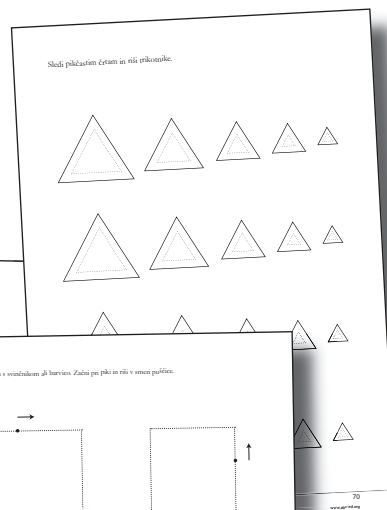 Sledi pikčastim črtam in riši trikotnike.
s svinčnikom ali barvico. Začni pri piki in riši v smeri puščice.
70